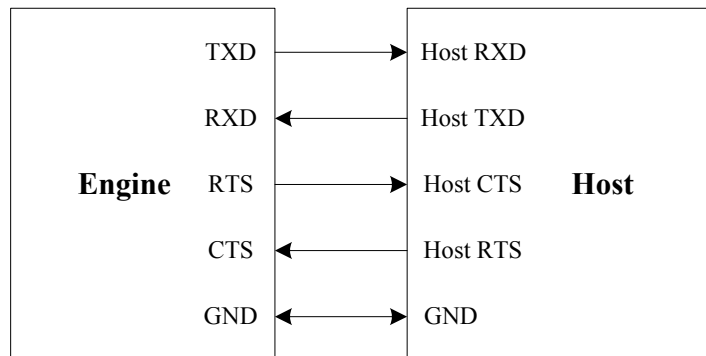 TXD Host RXD
RXD Host TXD
Engine RTS Host CTS Host
CTS Host RTS
GND GND